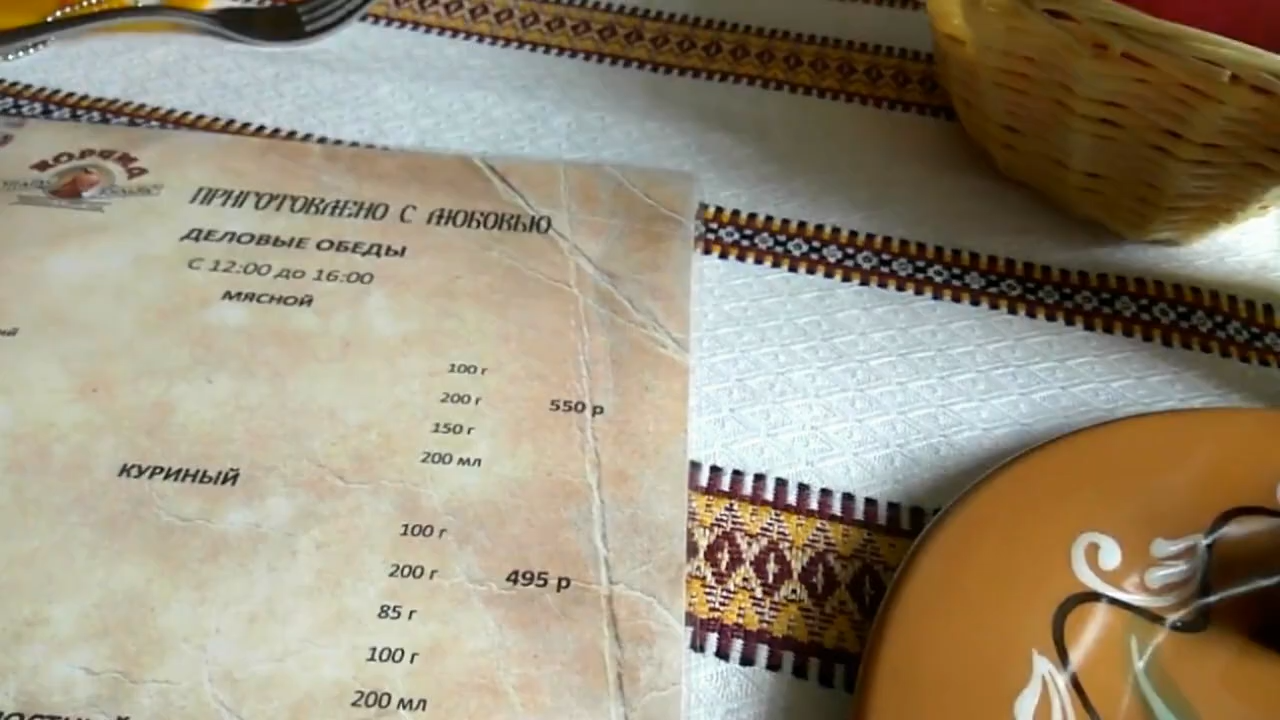 КОРЧМА
ПРИГОТОВЛЕНО С ЛЮБОВЬЮ
ДЕЛОВЫЕ ОБЕДЫ
С 12:00 до 16:00
МЯСНОЙ
100 г
200 г 550 р
150 г
200 мл
КУРИНЫЙ
100 г
200 г 495 р
85 г
100 г
200 мл